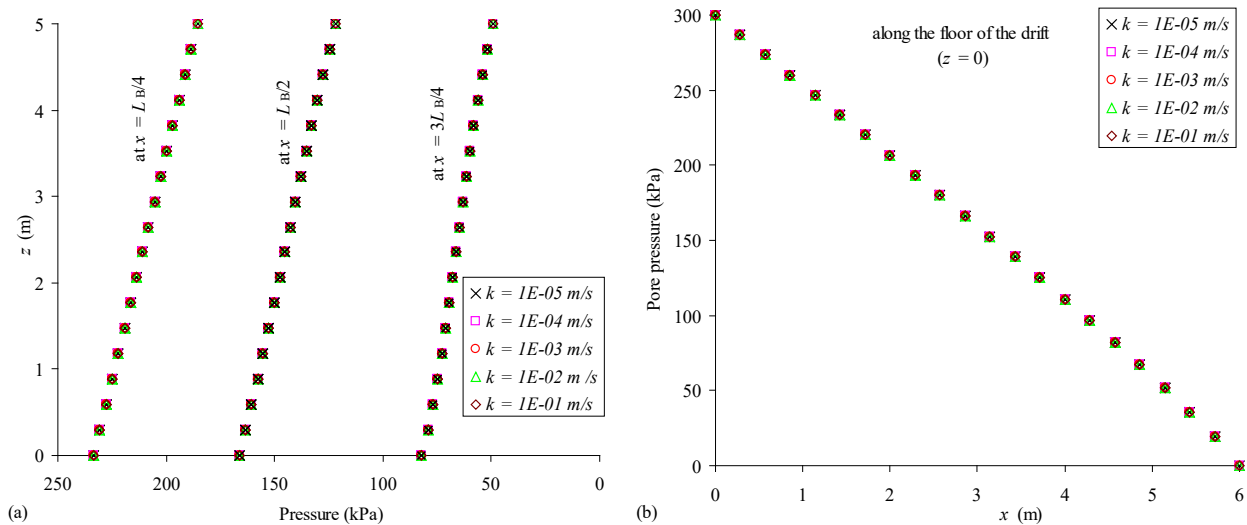 5
4
3
2
1
0
z (m)
250
200
150
100
50
0
Pressure (kPa)
at x = L B/4
at x = L B/2
at x = 3L B/4
k = 1E-05 m/s
k = 1E-04 m/s
k = 1E-03 m/s
k = 1E-02 m /s
k = 1E-01 m/s
(a)
300
250
200
150
100
50
0
Pore pressure (kPa)
0
1
2
3
4
5
6
x (m)
along the floor of the drift
(z = 0)
k = 1E-05 m/s
k = 1E-04 m/s
k = 1E-03 m/s
k = 1E-02 m/s
k = 1E-01 m/s
(b)